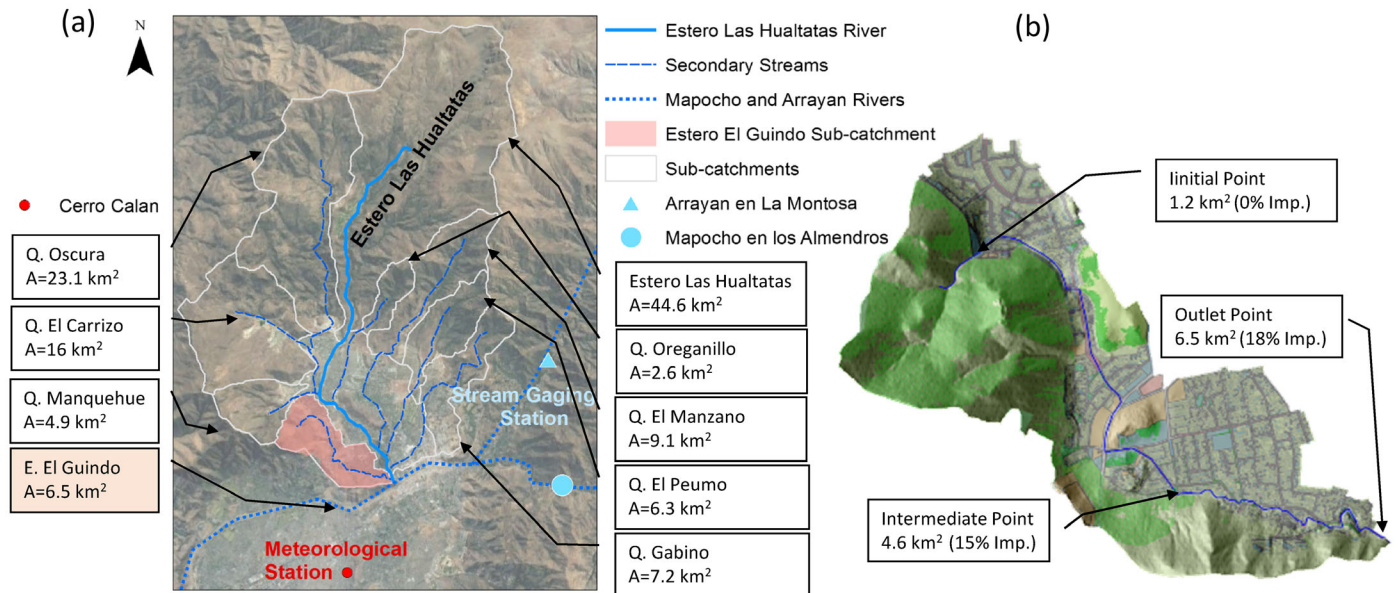 (a)
N
Estero Las Hualtatas
Stream Gaging
Station
Meteorological
Station
Cerro Calan
Q. Oscura
A=23.1 km²
Q. El Carrizo
A=16 km²
Q. Manquehue
A=4.9 km²
E. El Guindo
A=6.5 km²
Estero Las Hualtatas River
Secondary Streams
Mapocho and Arrayan Rivers
Estero El Guindo Sub-catchment
Sub-catchments
Arrayan en La Montosa
Mapocho en los Almendros
Estero Las Hualtatas
A=44.6 km²
Q. Oreganillo
A=2.6 km²
Q. El Manzano
A=9.1 km²
Q. El Peumo
A=6.3 km²
Q. Gabino
A=7.2 km²
(b)
Iinitial Point
1.2 km² (0% Imp.)
Outlet Point
6.5 km² (18% Imp.)
Intermediate Point
4.6 km² (15% Imp.)